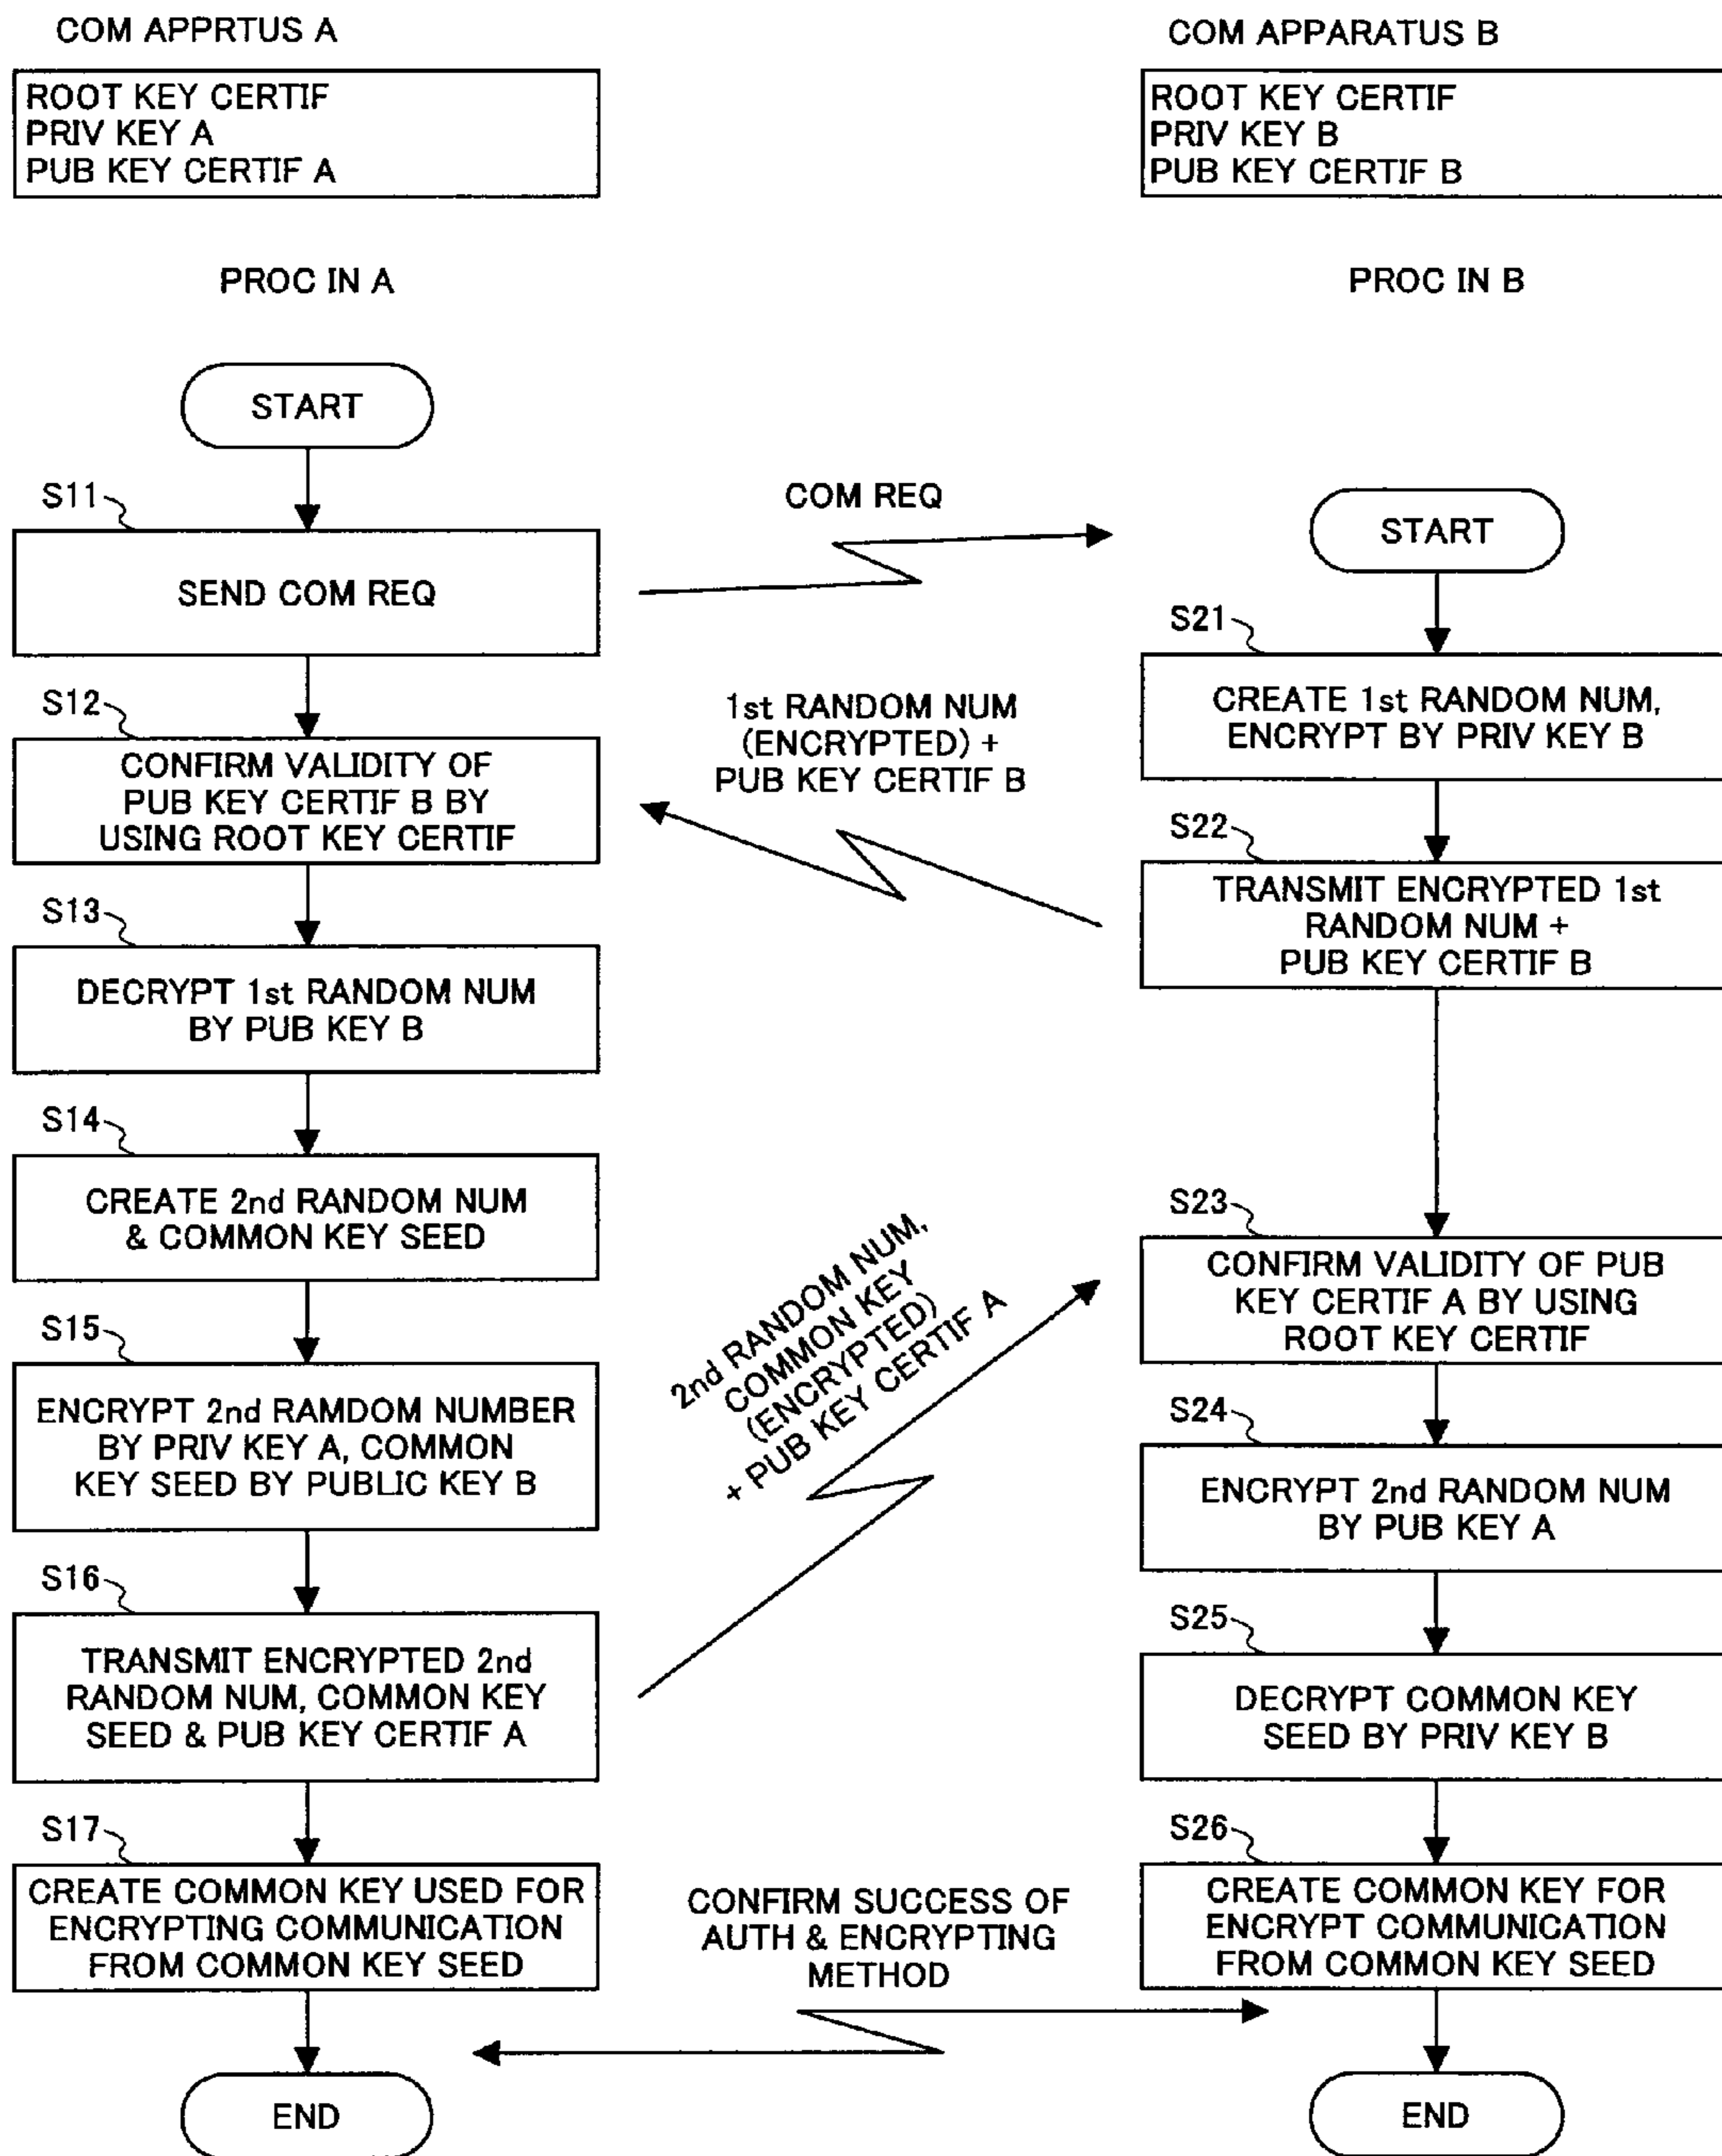 COM APPRTUS A
ROOT KEY CERTIF
PRIV KEY A
PUB KEY CERTIF A
PROC IN A
START
S11
SEND COM REQ
S12
CONFIRM VALIDITY OF
PUB KEY CERTIF B BY
USING ROOT KEY CERTIF
S13
DECRYPT 1st RANDOM NUM
BY PUB KEY B
S14
CREATE 2nd RANDOM NUM
& COMMON KEY SEED
S15
ENCRYPT 2nd RAMDOM NUMBER
BY PRIV KEY A, COMMON
KEY SEED BY PUBLIC KEY B
S16
TRANSMIT ENCRYPTED 2nd
RANDOM NUM, COMMON KEY
SEED & PUB KEY CERTIF A
S17
CREATE COMMON KEY USED FOR
ENCRYPTING COMMUNICATION
FROM COMMON KEY SEED
END
COM REQ
1st RANDOM NUM
(ENCRYPTED) +
PUB KEY CERTIF B
2nd RANDOM NUM,
COMMON KEY
(ENCRYPTED)
+ PUB KEY CERTIF A
CONFIRM SUCCESS OF
AUTH & ENCRYPTING
METHOD
COM APPARATUS B
ROOT KEY CERTIF
PRIV KEY B
PUB KEY CERTIF B
PROC IN B
START
S21
CREATE 1st RANDOM NUM,
ENCRYPT BY PRIV KEY B
S22
TRANSMIT ENCRYPTED 1st
RANDOM NUM +
PUB KEY CERTIF B
S23
CONFIRM VALIDITY OF PUB
KEY CERTIF A BY USING
ROOT KEY CERTIF
S24
ENCRYPT 2nd RANDOM NUM
BY PUB KEY A
S25
DECRYPT COMMON KEY
SEED BY PRIV KEY B
S26
CREATE COMMON KEY FOR
ENCRYPT COMMUNICATION
FROM COMMON KEY SEED
END